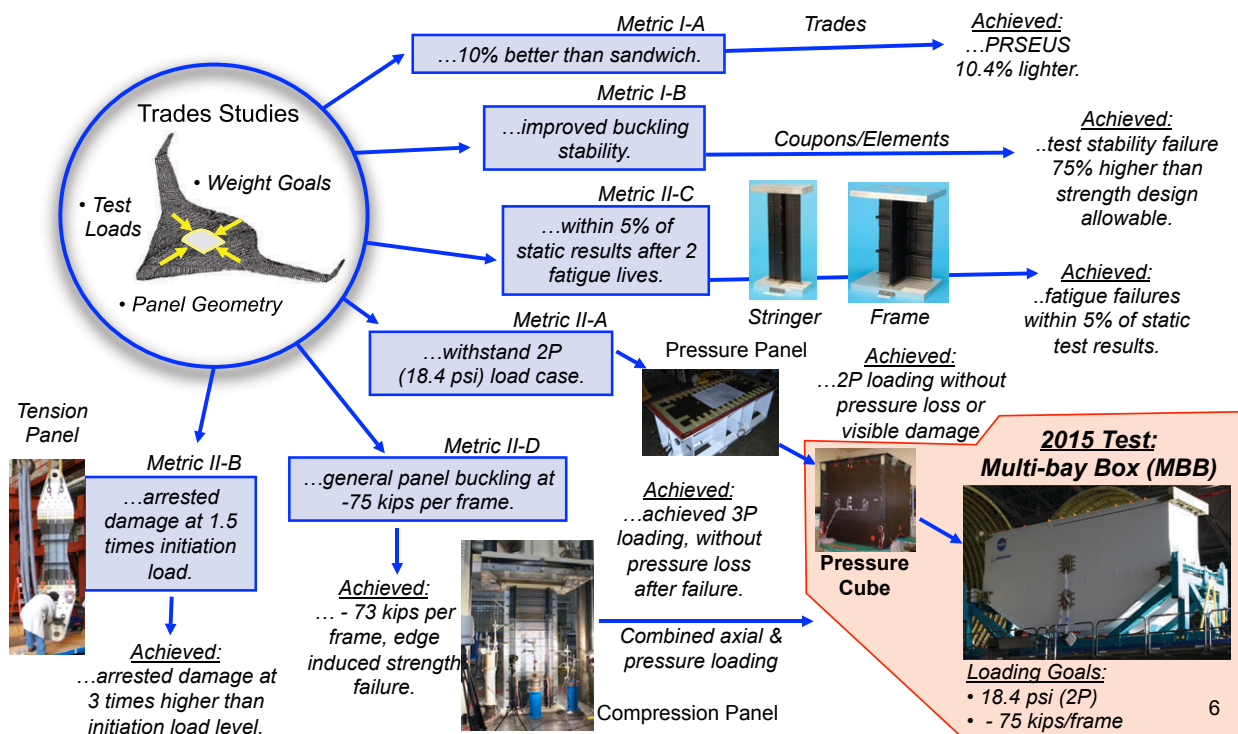 Metric I-A
…10% better than sandwich.
Trades
Achieved:
…PRSEUS
10.4% lighter.
Trades Studies
• Weight Goals
• Test
Loads
• Panel Geometry
Metric I-B
…improved buckling
stability.
Coupons/Elements
Achieved:
..test stability failure
75% higher than
strength design
allowable.
Metric II-C
…within 5% of
static results after 2
fatigue lives.
Stringer
Frame
Achieved:
..fatigue failures
within 5% of static
test results.
Metric II-A
…withstand 2P
(18.4 psi) load case.
Pressure Panel
Achieved:
…2P loading without
pressure loss or
visible damage
Tension
Panel
Metric II-B
…arrested
damage at 1.5
times initiation
load.
Achieved:
…arrested damage at
3 times higher than
initiation load level.
Metric II-D
…general panel buckling at
-75 kips per frame.
Achieved:
… - 73 kips per
frame, edge
induced strength
failure.
Compression Panel
Achieved:
…achieved 3P
loading, without
pressure loss
after failure.
Combined axial &
pressure loading
Pressure
Cube
2015 Test:
Multi-bay Box (MBB)
Loading Goals:
• 18.4 psi (2P)
• - 75 kips/frame
6